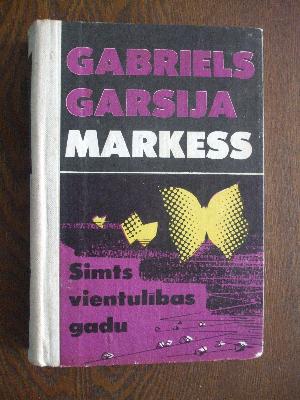 GABRIELS
GARSIJA
MARKESS
Simts
vientulības
gadu